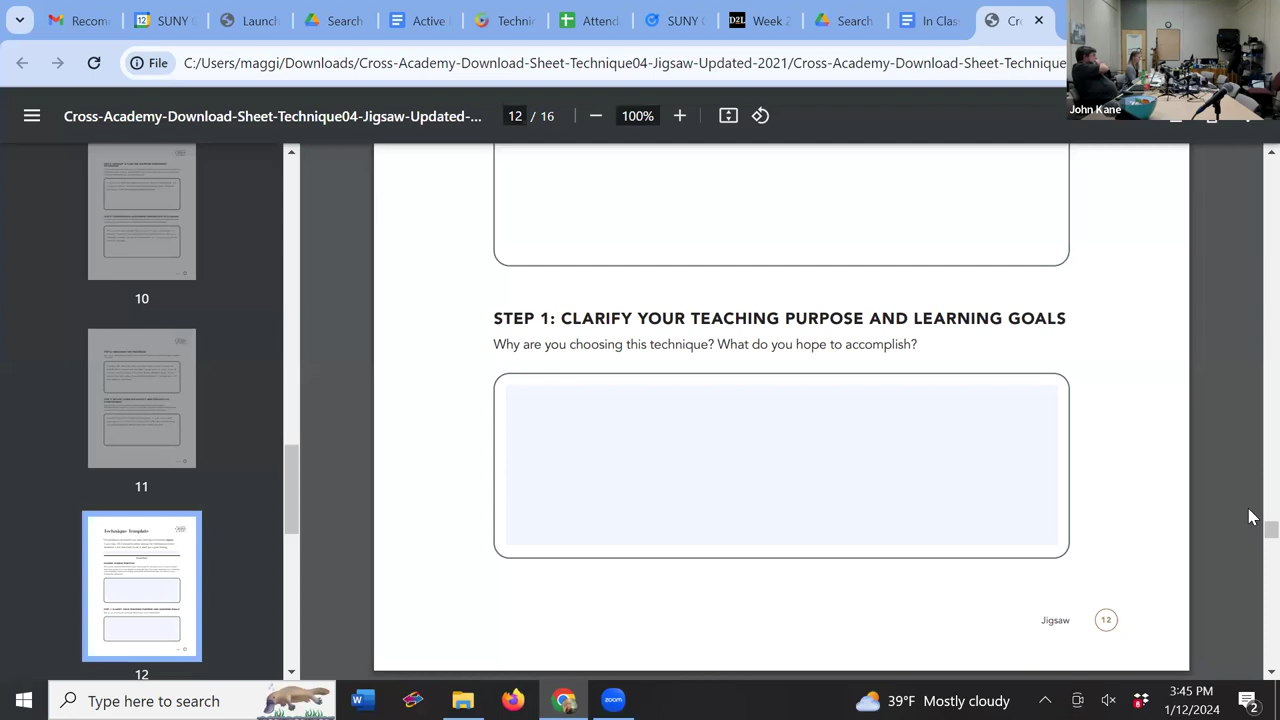 Recom
SUNY
Launch
Search
Active
Technic
Attend
SUNY
Week
Search
In Class
Cr
File
C:/Users/maggi/Downloads/Cross-Academy-Download-Sheet-Technique04-Jigsaw-Updated-2021/Cross-Academy-Download-Sheet-Technique
John Kane
Cross-Academy-Download-Sheet-Technique04-Jigsaw-Updated-...
12 / 16
100%
10
11
Technique Template
12
STEP 1: CLARIFY YOUR TEACHING PURPOSE AND LEARNING GOALS
Why are you choosing this technique? What do you hope to accomplish?
Jigsaw 12
Type here to search
39°F Mostly cloudy
3:45 PM
1/12/2024
2